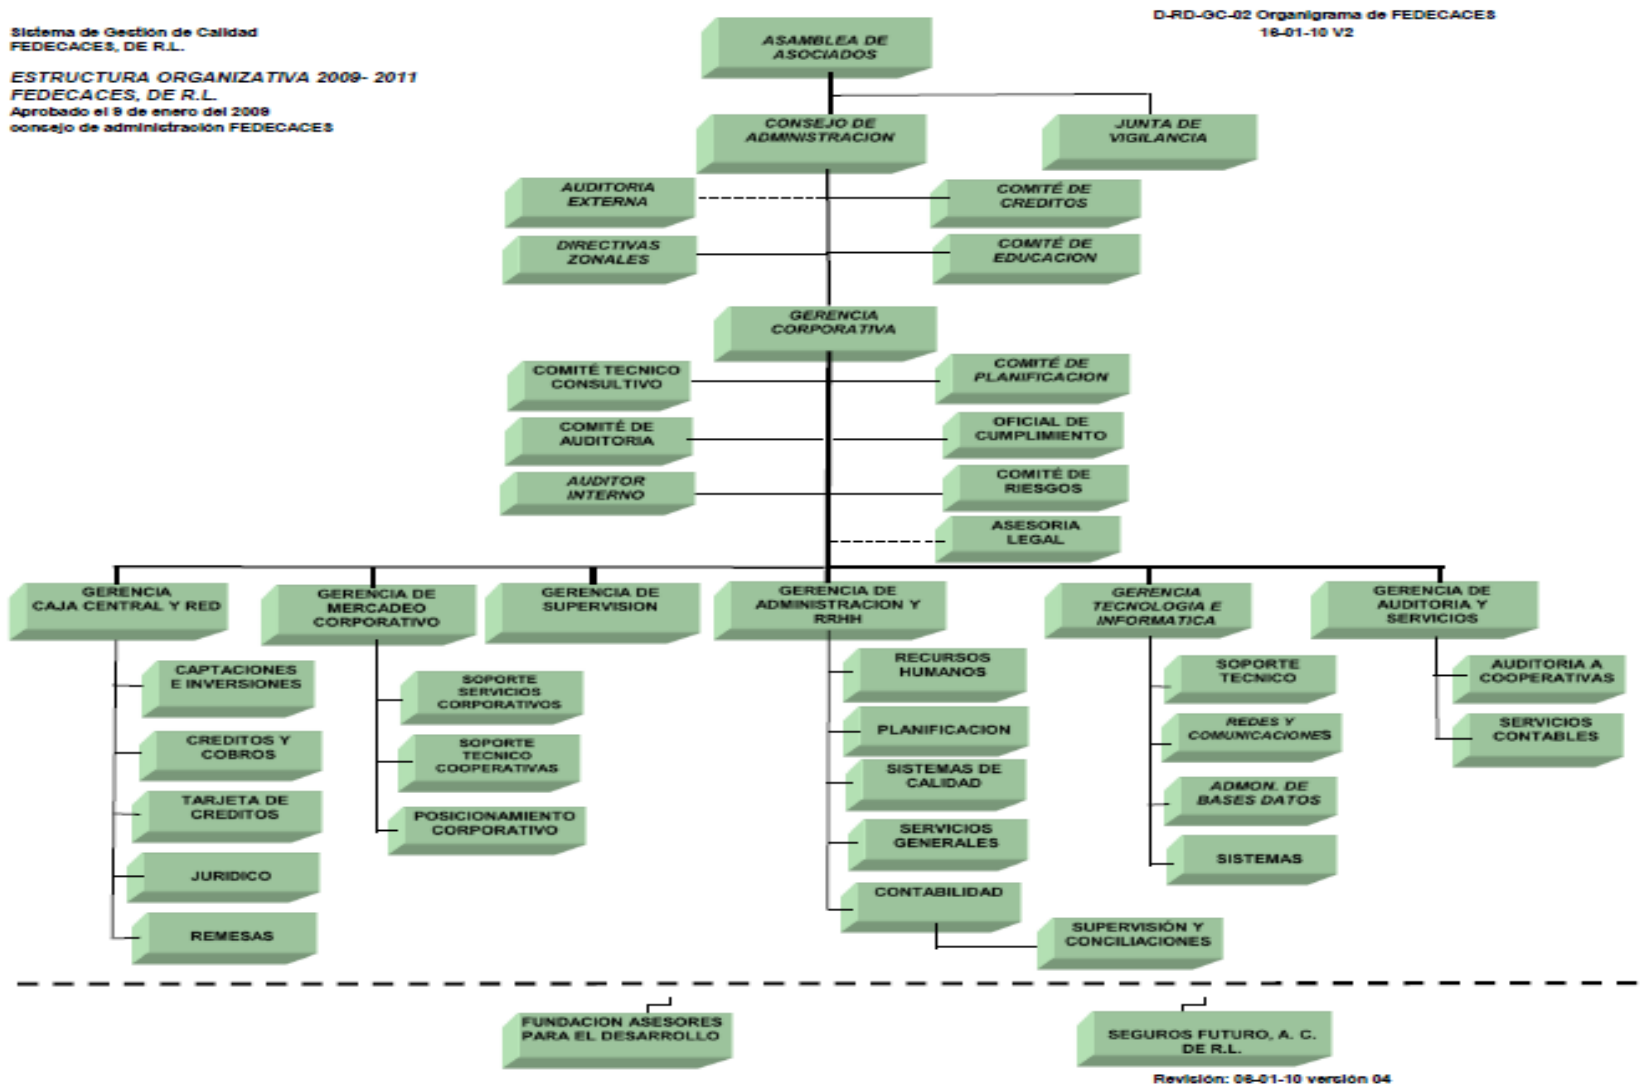 Sistema de Gestión de Calidad
FEDECACES, DE R.L.
ESTRUCTURA ORGANIZATIVA 2009- 2011
FEDECACES, DE R.L.
Aprobado el 9 de enero del 2009
consejo de administración FEDECACES
D-RD-GC-02 Organigrama de FEDECACES
16-01-10 V2
ASAMBLEA DE
ASOCIADOS
CONSEJO DE
ADMINISTRACION
JUNTA DE
VIGILANCIA
AUDITORIA
EXTERNA
COMITÉ DE
CREDITOS
DIRECTIVAS
ZONALES
COMITÉ DE
EDUCACION
GERENCIA
CORPORATIVA
COMITÉ TECNICO
CONSULTIVO
COMITÉ DE
PLANIFICACION
COMITÉ DE
AUDITORIA
OFICIAL DE
CUMPLIMIENTO
AUDITOR
INTERNO
COMITÉ DE
RIESGOS
ASESORIA
LEGAL
GERENCIA
CAJA CENTRAL Y RED
GERENCIA DE
MERCADEO
CORPORATIVO
GERENCIA DE
SUPERVISION
GERENCIA DE
ADMINISTRACION Y
RRHH
GERENCIA
TECNOLOGIA E
INFORMATICA
GERENCIA DE
AUDITORIA Y
SERVICIOS
CAPTACIONES
E INVERSIONES
CREDITOS Y
COBROS
TARJETA DE
CREDITOS
JURIDICO
REMESAS
SOPORTE
SERVICIOS
CORPORATIVOS
SOPORTE
TECNICO
COOPERATIVAS
POSICIONAMIENTO
CORPORATIVO
RECURSOS
HUMANOS
PLANIFICACION
SISTEMAS DE
CALIDAD
SERVICIOS
GENERALES
CONTABILIDAD
SUPERVISIÓN Y
CONCILIACIONES
SOPORTE
TECNICO
REDES Y
COMUNICACIONES
ADMON. DE
BASES DATOS
SISTEMAS
AUDITORIA A
COOPERATIVAS
SERVICIOS
CONTABLES
FUNDACION ASESORES
PARA EL DESARROLLO
SEGUROS FUTURO, A. C.
DE R.L.
Revisión: 06-01-10 versión 04